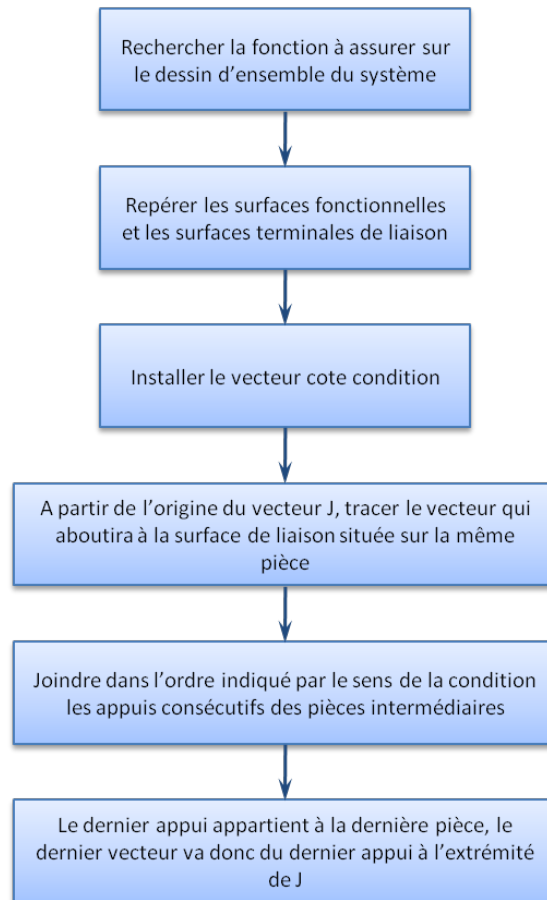 Rechercher la fonction à assurer sur
le dessin d’ensemble du système
Repérer les surfaces fonctionnelles
et les surfaces terminales de liaison
Installer le vecteur cote condition
A partir de l’origine du vecteur J, tracer le vecteur qui
aboutira à la surface de liaison située sur la même
pièce
Joindre dans l’ordre indiqué par le sens de la condition
les appuis consécutifs des pièces intermédiaires
Le dernier appui appartient à la dernière pièce, le
dernier vecteur va donc du dernier appui à l’extrémité
de J